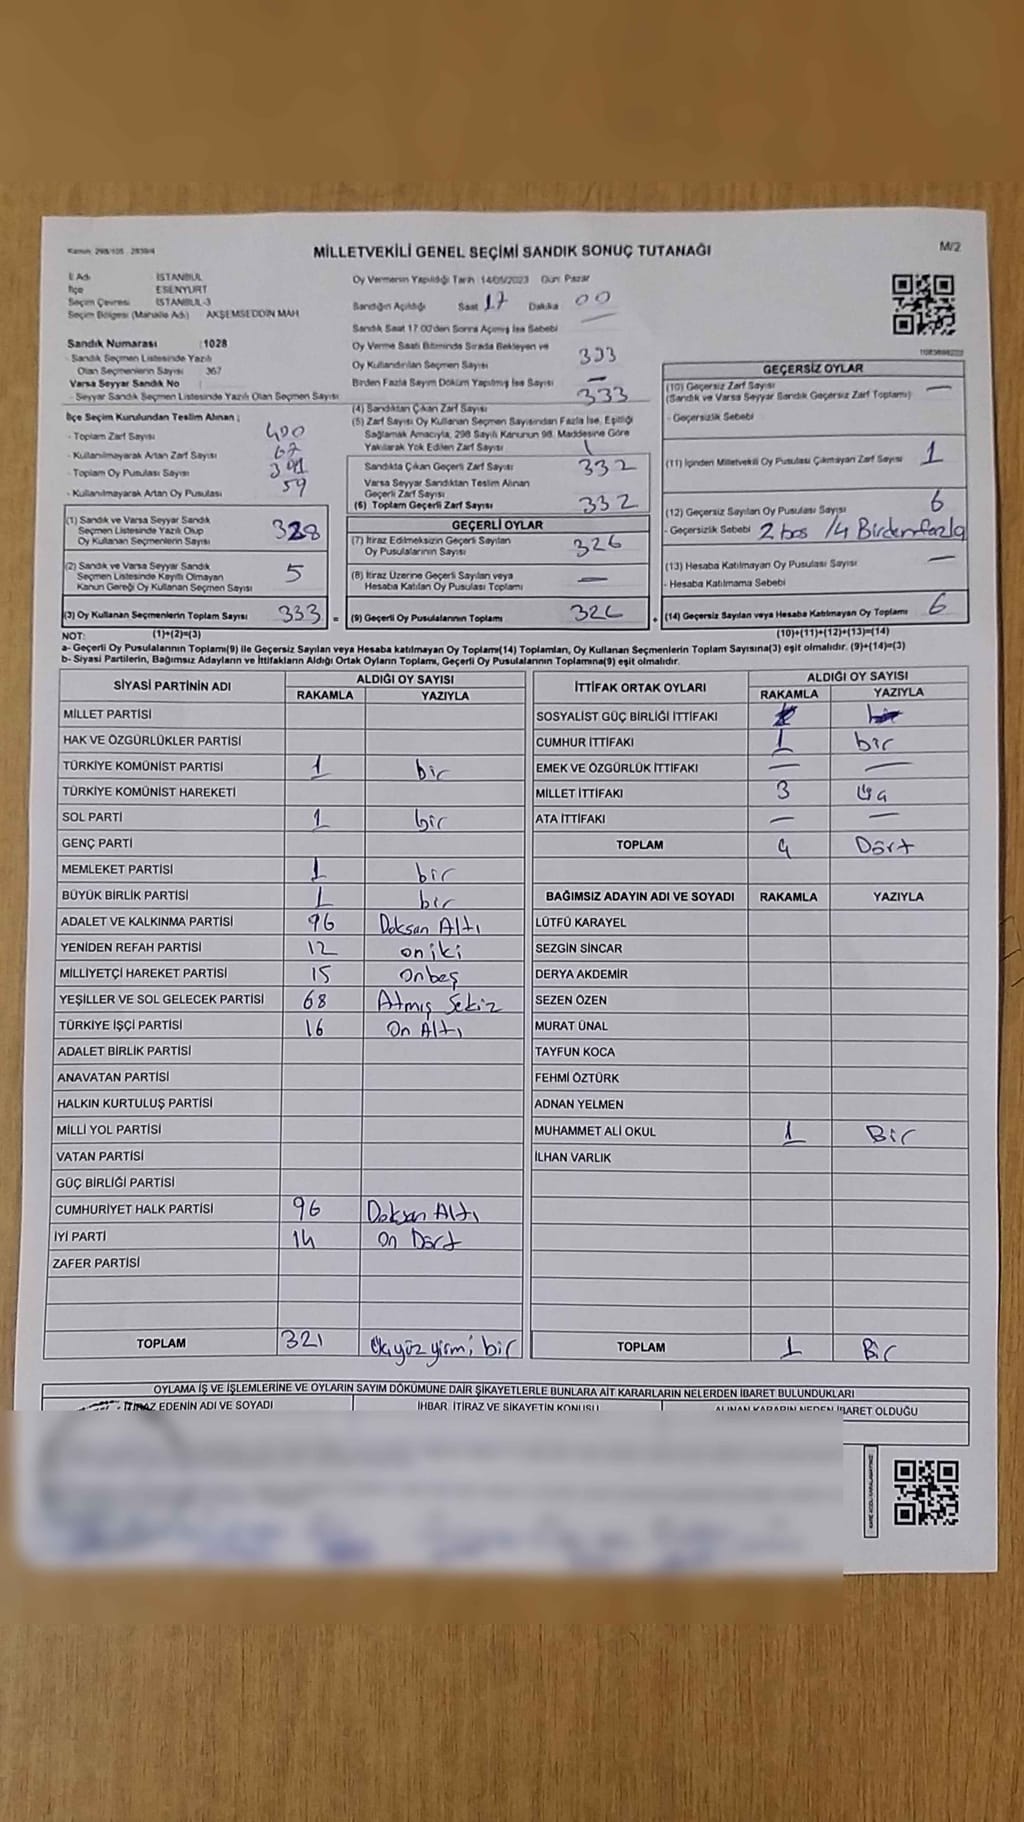 Kanun: 298/105 2839/4
MİLLETVEKİLİ GENEL SEÇİMİ SANDIK SONUÇ TUTANAĞI
M/2
İl Adı İSTANBUL
İlçe ESENYURT
Seçim Çevresi İSTANBUL-3
Seçim Bölgesi (Mahalle Adı) AKŞEMSEDDİN MAH
Sandık Numarası :1028
- Sandık Seçmen Listesinde Yazılı
Olan Seçmenlerin Sayısı 367
Varsa Seyyar Sandık No
- Seyyar Sandık Seçmen Listesinde Yazılı Olan Seçmen Sayısı
Oy Vermenin Yapıldığı Tarih 14/05/2023 Gün: Pazar
Sandığın Açıldığı Saat 17 Dakika 00
Sandık Saat 17.00'den Sonra Açılmış İse Sebebi
Oy Verme Saati Bitiminde Sırada Bekleyen ve
Oy Kullandırılan Seçmen Sayısı 333
Birden Fazla Sayım Döküm Yapılmış İse Sayısı —
İlçe Seçim Kurulundan Teslim Alınan ;
- Toplam Zarf Sayısı 400
- Kullanılmayarak Artan Zarf Sayısı 67
- Toplam Oy Pusulası Sayısı
- Kullanılmayarak Artan Oy Pusulası 59
(1) Sandık ve Varsa Seyyar Sandık
Seçmen Listesinde Yazılı Olup
Oy Kullanan Seçmenlerin Sayısı 328
(2) Sandık ve Varsa Seyyar Sandık
Seçmen Listesinde Kayıtlı Olmayan
Kanun Gereği Oy Kullanan Seçmen Sayısı 5
(3) Oy Kullanan Seçmenlerin Toplam Sayısı 333 =
(4) Sandıktan Çıkan Zarf Sayısı 333
(5) Zarf Sayısı Oy Kullanan Seçmen Sayısından Fazla İse, Eşitliği
Sağlamak Amacıyla, 298 Sayılı Kanunun 98. Maddesine Göre
Yakılarak Yok Edilen Zarf Sayısı
Sandıkta Çıkan Geçerli Zarf Sayısı 332
Varsa Seyyar Sandıktan Teslim Alınan
Geçerli Zarf Sayısı
(6) Toplam Geçerli Zarf Sayısı 332
GEÇERLİ OYLAR
(7) İtiraz Edilmeksizin Geçerli Sayılan
Oy Pusulalarının Sayısı 326
(8) İtiraz Üzerine Geçerli Sayılan veya
Hesaba Katılan Oy Pusulası Toplamı —
(9) Geçerli Oy Pusulalarının Toplamı 326 +
GEÇERSİZ OYLAR
(10) Geçersiz Zarf Sayısı —
(Sandık ve Varsa Seyyar Sandık Geçersiz Zarf Toplamı)
- Geçersizlik Sebebi
(11) İçinden Milletvekili Oy Pusulası Çıkmayan Zarf Sayısı 1
(12) Geçersiz Sayılan Oy Pusulası Sayısı 6
- Geçersizlik Sebebi 2 bos /4 Birden fazla
(13) Hesaba Katılmayan Oy Pusulası Sayısı —
- Hesaba Katılmama Sebebi
(14) Geçersiz Sayılan veya Hesaba Katılmayan Oy Toplamı 6
NOT: (1)+(2)=(3) (10)+(11)+(12)+(13)=(14)
a- Geçerli Oy Pusulalarının Toplamı(9) ile Geçersiz Sayılan veya Hesaba katılmayan Oy Toplamı(14) Toplamları, Oy Kullanan Seçmenlerin Toplam Sayısına(3) eşit olmalıdır. (9)+(14)=(3)
b- Siyasi Partilerin, Bağımsız Adayların ve İttifakların Aldığı Ortak Oyların Toplamı, Geçerli Oy Pusulalarının Toplamına(9) eşit olmalıdır.
SİYASİ PARTİNİN ADI ALDIĞI OY SAYISI
RAKAMLA YAZIYLA
MİLLET PARTİSİ
HAK VE ÖZGÜRLÜKLER PARTİSİ
TÜRKİYE KOMÜNİST PARTİSİ 1 bir
TÜRKİYE KOMÜNİST HAREKETİ
SOL PARTİ 1 bir
GENÇ PARTİ
MEMLEKET PARTİSİ 1 bir
BÜYÜK BİRLİK PARTİSİ 1 bir
ADALET VE KALKINMA PARTİSİ 96 Doksan Altı
YENİDEN REFAH PARTİSİ 12 on iki
MİLLİYETÇİ HAREKET PARTİSİ 15 onbeş
YEŞİLLER VE SOL GELECEK PARTİSİ 68 Atmış Sekiz
TÜRKİYE İŞÇİ PARTİSİ 16 On Altı
ADALET BİRLİK PARTİSİ
ANAVATAN PARTİSİ
HALKIN KURTULUŞ PARTİSİ
MİLLİ YOL PARTİSİ
VATAN PARTİSİ
GÜÇ BİRLİĞİ PARTİSİ
CUMHURİYET HALK PARTİSİ 96 Doksan Altı
İYİ PARTİ 14 On Dört
ZAFER PARTİSİ
TOPLAM 321 üçyüz yirmi bir
İTTİFAK ORTAK OYLARI ALDIĞI OY SAYISI
RAKAMLA YAZIYLA
SOSYALİST GÜÇ BİRLİĞİ İTTİFAKI
CUMHUR İTTİFAKI 1 bir
EMEK VE ÖZGÜRLÜK İTTİFAKI — —
MİLLET İTTİFAKI 3 üç
ATA İTTİFAKI — —
TOPLAM 4 Dört
BAĞIMSIZ ADAYIN ADI VE SOYADI RAKAMLA YAZIYLA
LÜTFÜ KARAYEL
SEZGİN SİNCAR
DERYA AKDEMİR
SEZEN ÖZEN
MURAT ÜNAL
TAYFUN KOCA
FEHMİ ÖZTÜRK
ADNAN YELMEN
MUHAMMET ALİ OKUL 1 Bir
İLHAN VARLIK
TOPLAM 1 Bir
OYLAMA İŞ VE İŞLEMLERİNE VE OYLARIN SAYIM DÖKÜMÜNE DAİR ŞİKAYETLERLE BUNLARA AİT KARARLARIN NELERDEN İBARET BULUNDUKLARI
İTİRAZ EDENİN ADI VE SOYADI İHBAR, İTİRAZ VE ŞİKAYETİN KONUSU ALINAN KARARIN NEDEN İBARET OLDUĞU